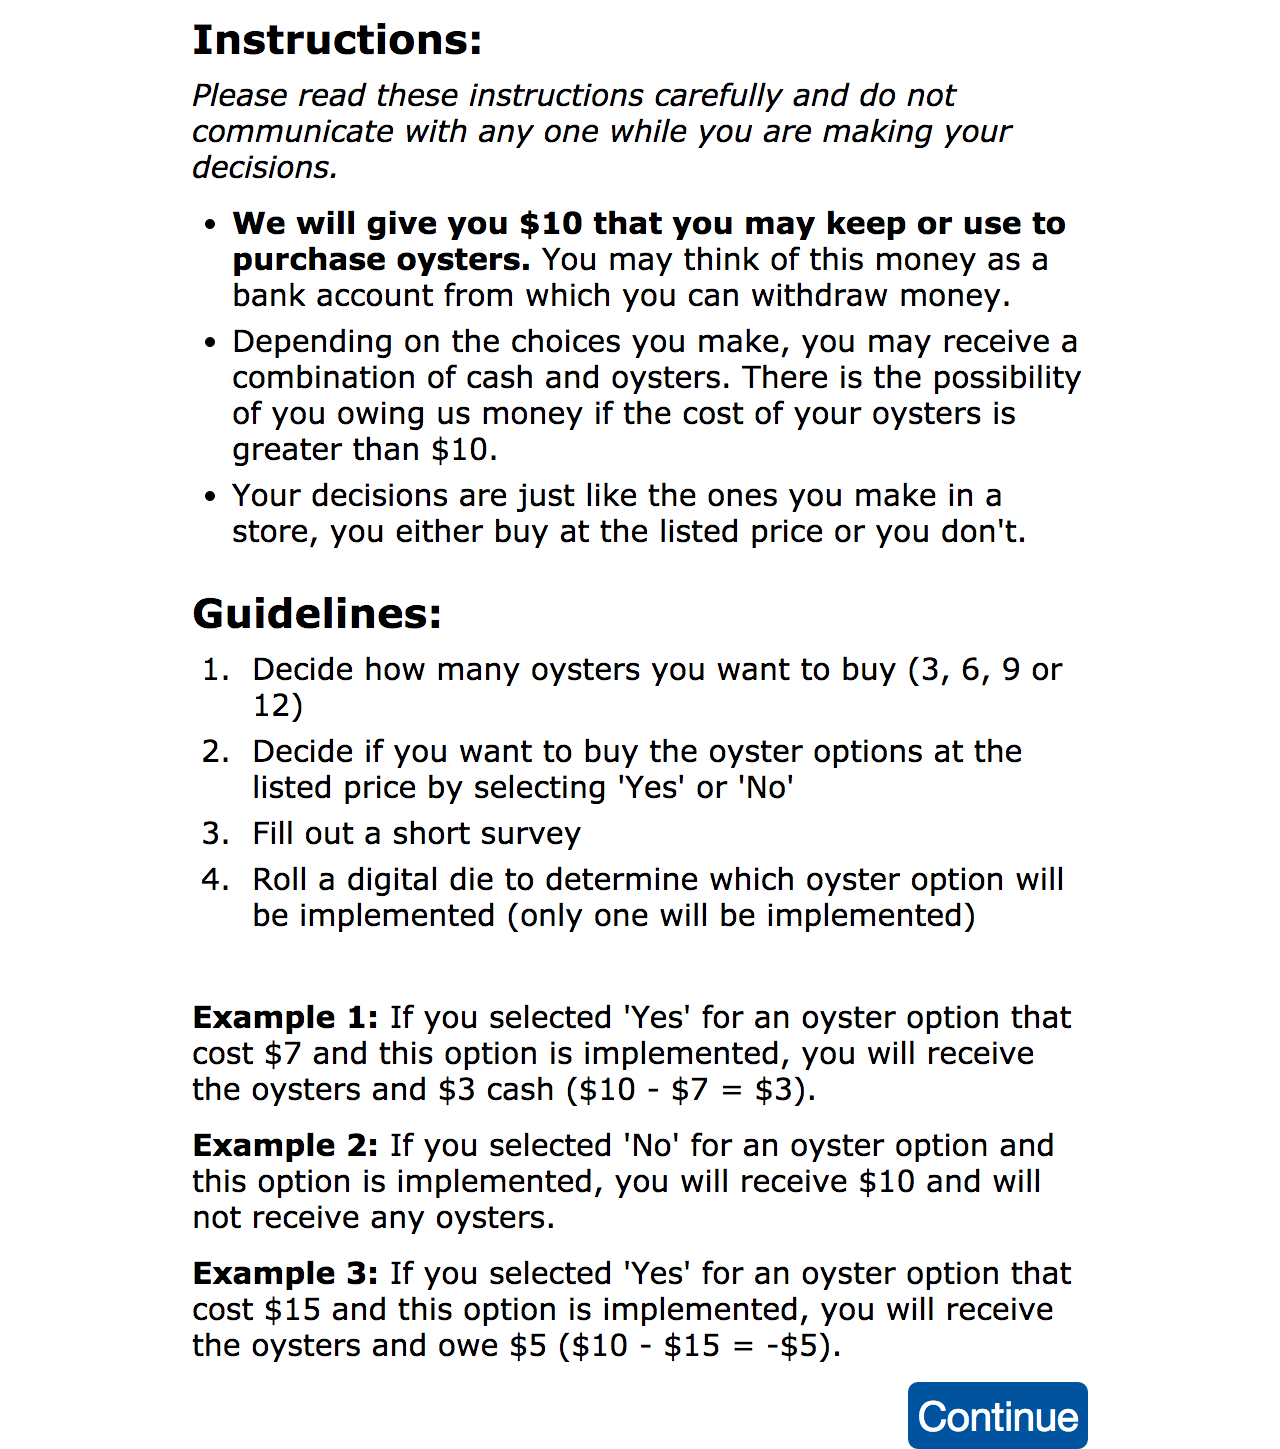 Instructions:
Please read these instructions carefully and do not
communicate with any one while you are making your
decisions.
• We will give you $10 that you may keep or use to
purchase oysters. You may think of this money as a
bank account from which you can withdraw money.
• Depending on the choices you make, you may receive a
combination of cash and oysters. There is the possibility
of you owing us money if the cost of your oysters is
greater than $10.
• Your decisions are just like the ones you make in a
store, you either buy at the listed price or you don't.
Guidelines:
1. Decide how many oysters you want to buy (3, 6, 9 or
12)
2. Decide if you want to buy the oyster options at the
listed price by selecting 'Yes' or 'No'
3. Fill out a short survey
4. Roll a digital die to determine which oyster option will
be implemented (only one will be implemented)
Example 1: If you selected 'Yes' for an oyster option that
cost $7 and this option is implemented, you will receive
the oysters and $3 cash ($10 - $7 = $3).
Example 2: If you selected 'No' for an oyster option and
this option is implemented, you will receive $10 and will
not receive any oysters.
Example 3: If you selected 'Yes' for an oyster option that
cost $15 and this option is implemented, you will receive
the oysters and owe $5 ($10 - $15 = -$5).
Continue